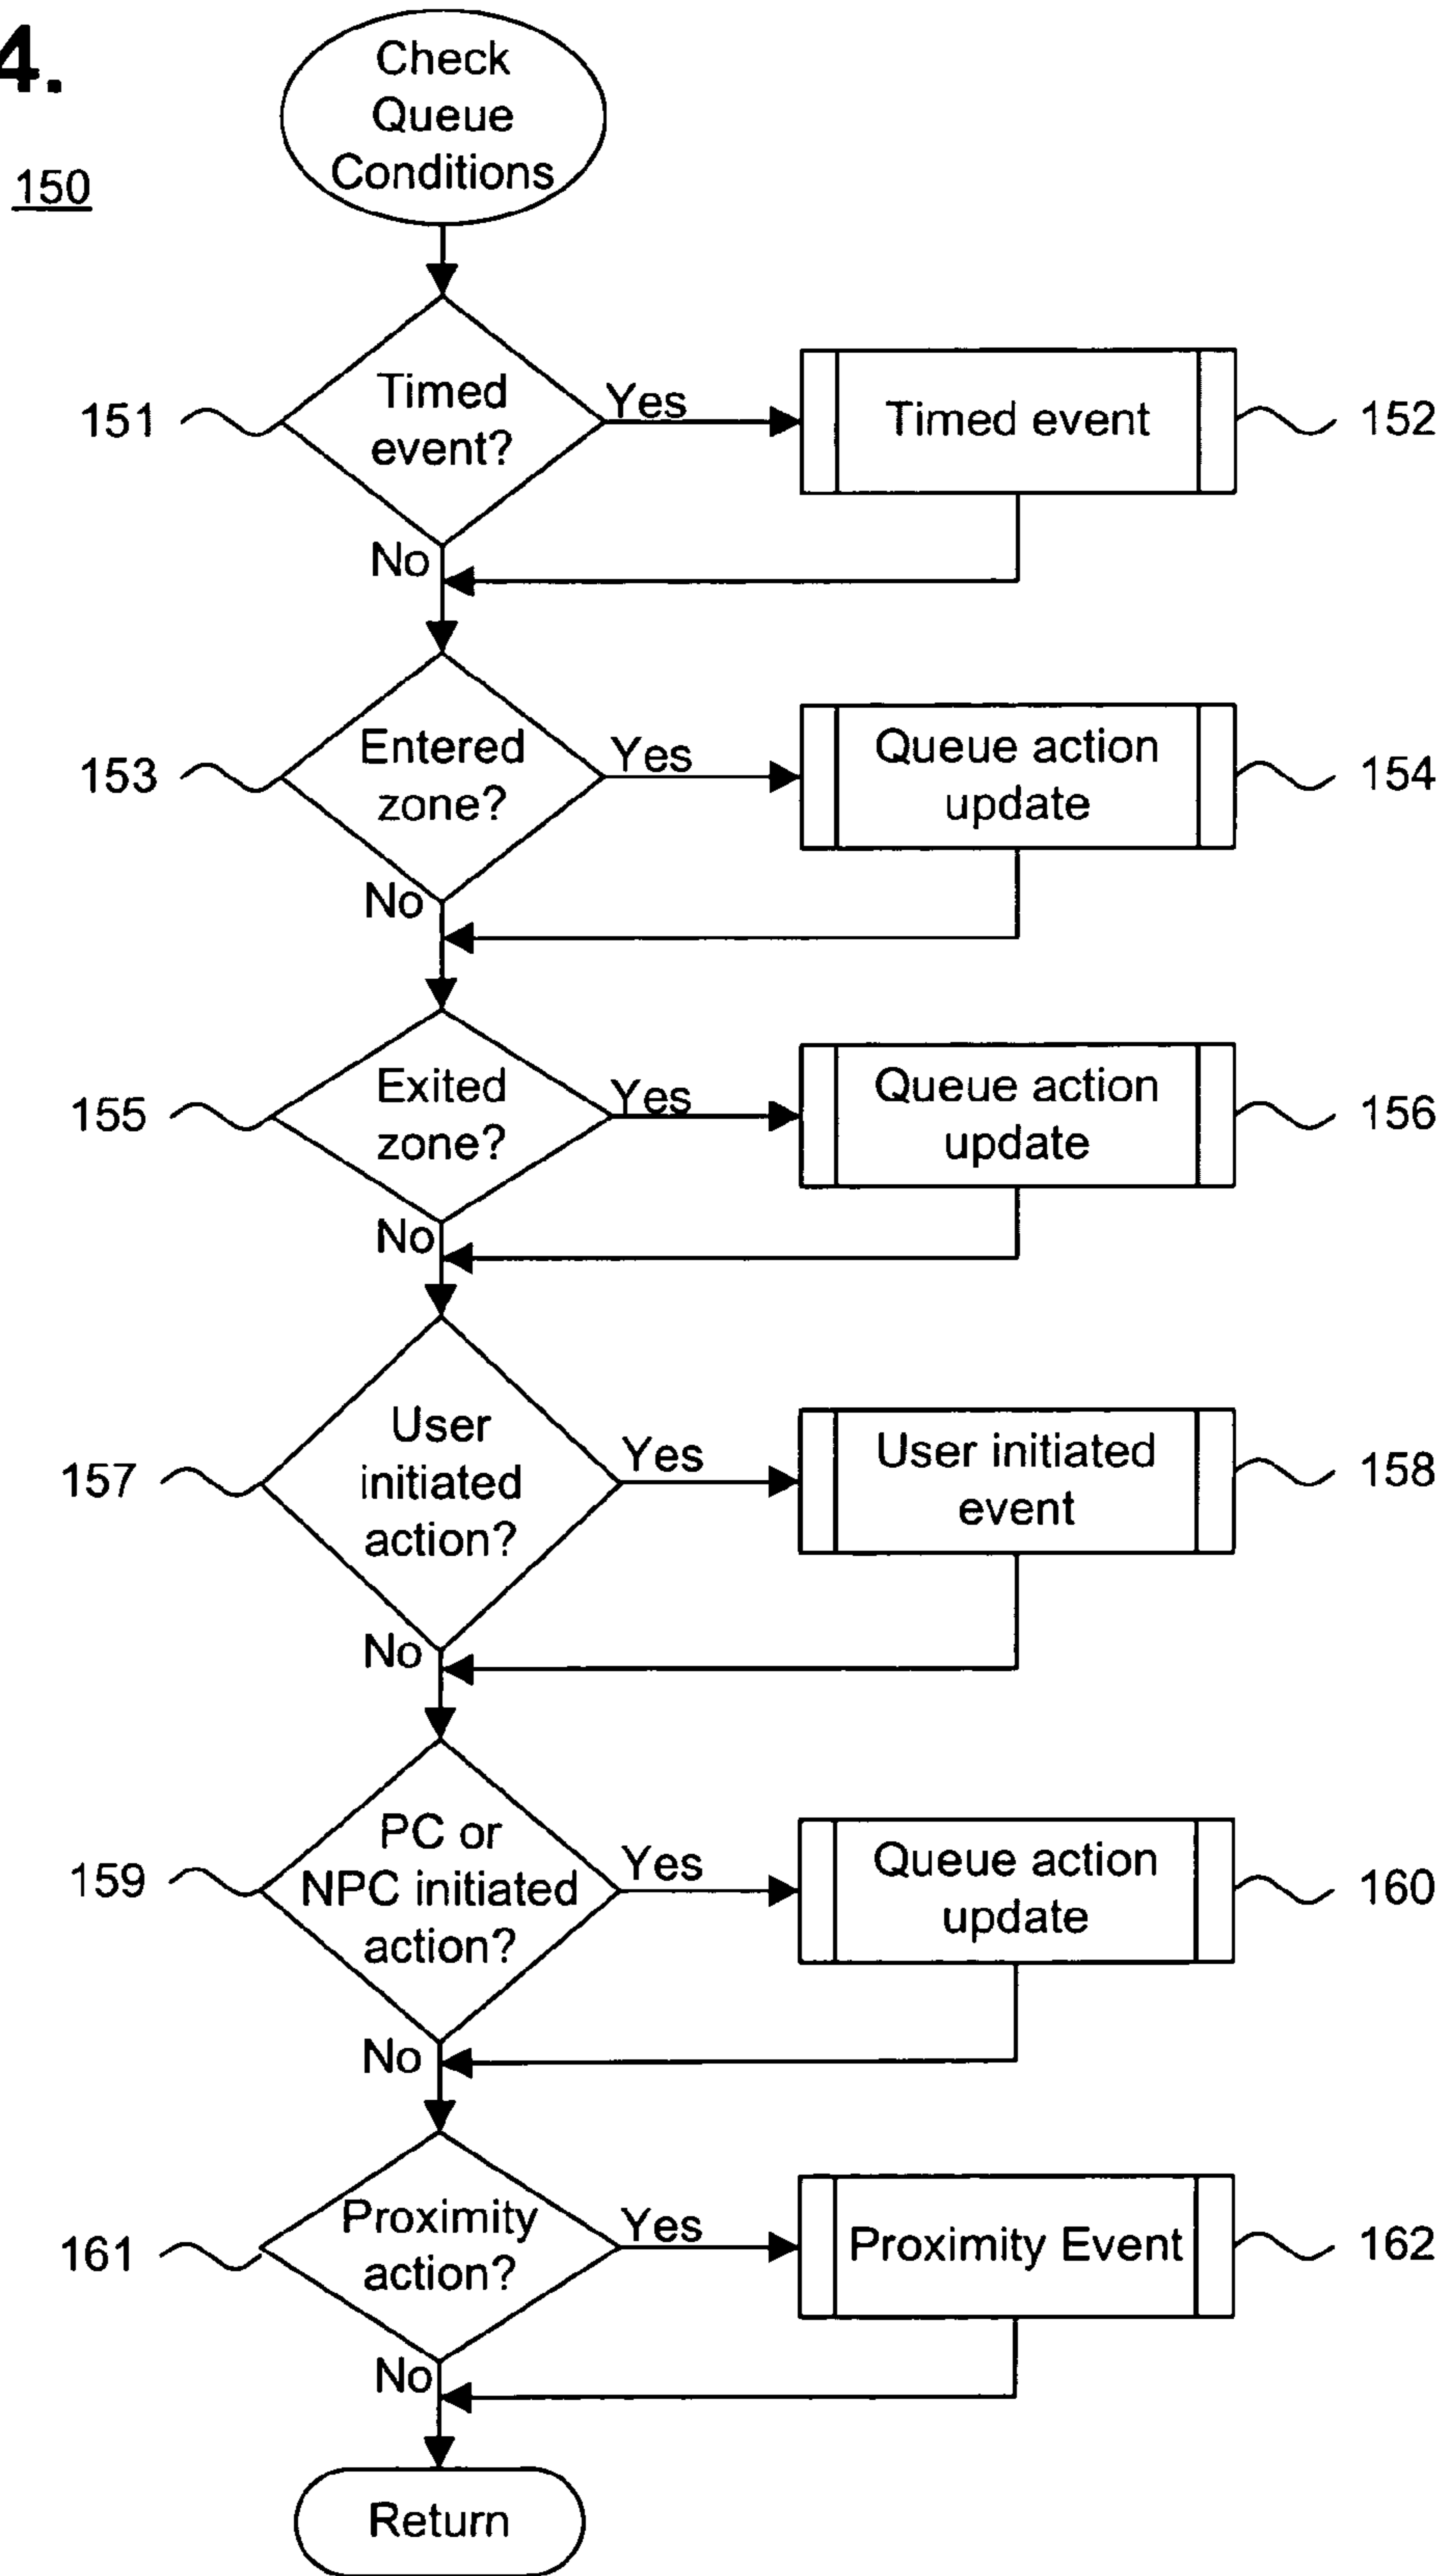 4.
150
Check
Queue
Conditions
151
Timed
event?
Yes
Timed event
152
No
153
Entered
zone?
Yes
Queue action
update
154
No
155
Exited
zone?
Yes
Queue action
update
156
No
157
User
initiated
action?
Yes
User initiated
event
158
No
159
PC or
NPC initiated
action?
Yes
Queue action
update
160
No
161
Proximity
action?
Yes
Proximity Event
162
No
Return